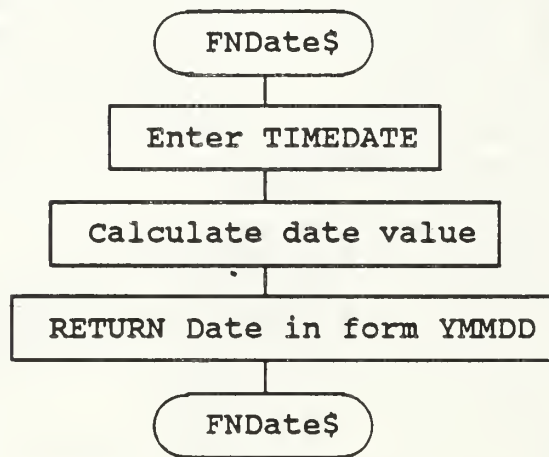 FNDate$
Enter TIMEDATE
Calculate date value
RETURN Date in form YMMDD
FNDate$